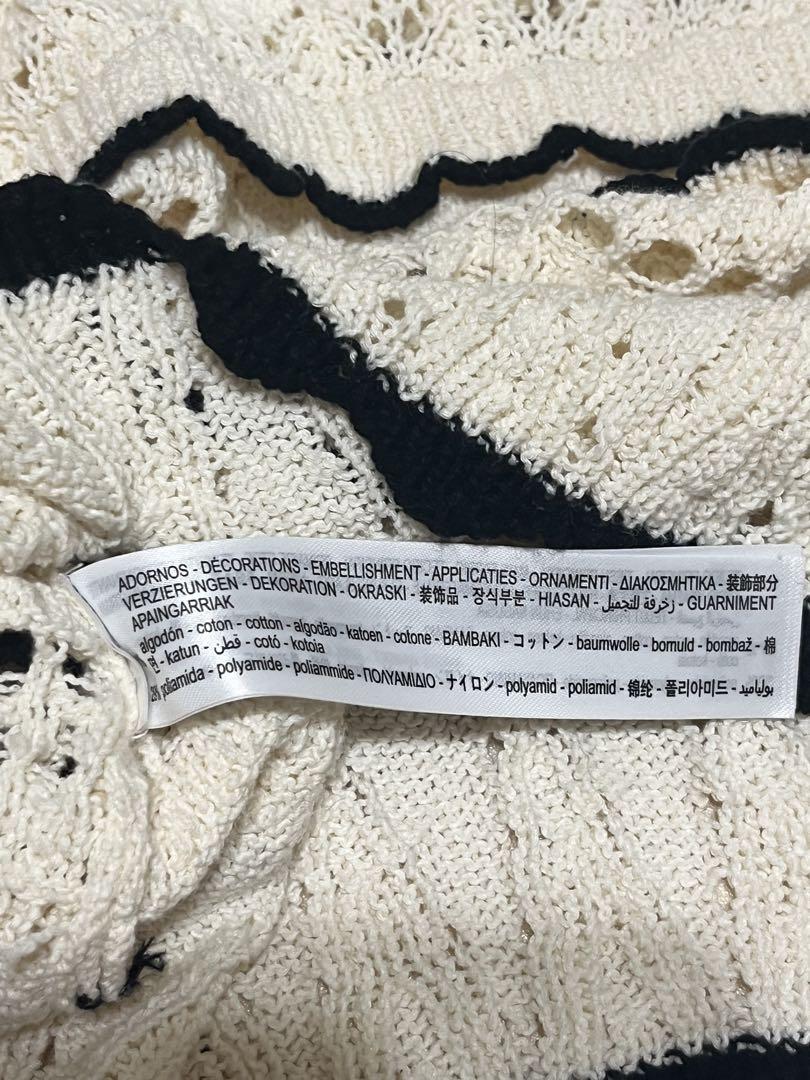 ADORNOS - DÉCORATIONS - EMBELLISHMENT - APPLICATIES - ORNAMENTI - ΔΙΑΚΟΣΜΗΤΙΚΑ - 装飾部分
VERZIERUNGEN - DEKORATION - OKRASKI - 装饰品 - 장식부분 - HIASAN - زخرفة للتجميل - GUARNIMENT
APAINGARRIAK
algodón - coton - cotton - algodão - katoen - cotone - BAMBAKI - コットン - baumwolle - bomuld - bombaž - 棉
면 - katun - قطن - cotó - kotoia
poliamida - polyamide - poliammide - ΠΟΛΥΑΜΙΔΙΟ - ナイロン - polyamid - poliamid - 锦纶 - 폴리아미드 - بولياميد